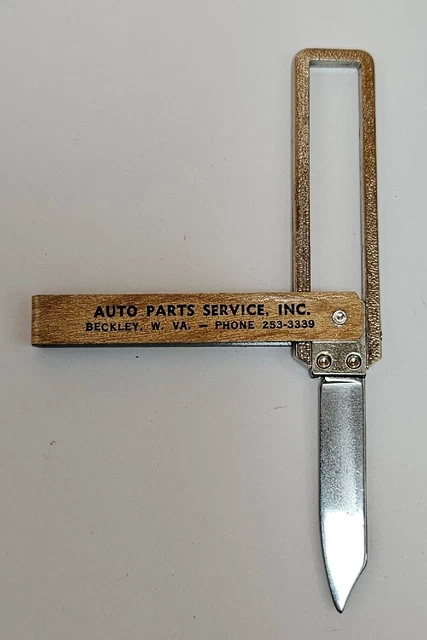 AUTO PARTS SERVICE, INC.
BECKLEY, W. VA. — PHONE 253-3339